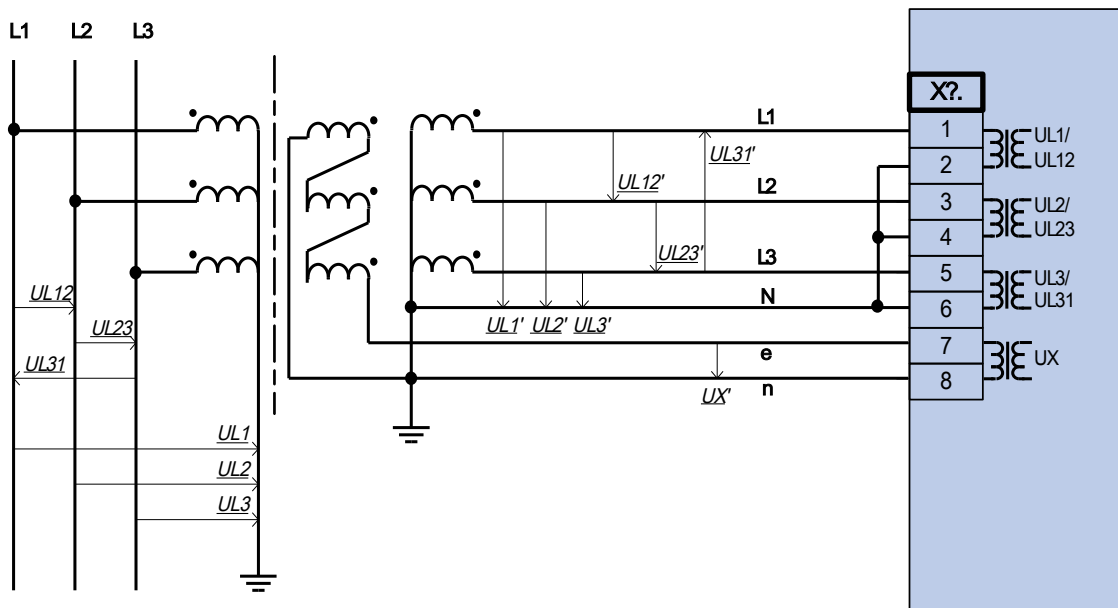 L1 L2 L3
X?.
L1
1
UL1/
UL31'
2
UL12
UL12'
L2
3
UL2/
4
UL23
UL23'
L3
5
UL3/
UL12
N
6
UL31
UL23
UL1' UL2' UL3'
7
e
UX
UL31
8
n
UX'
UL1
UL2
UL3